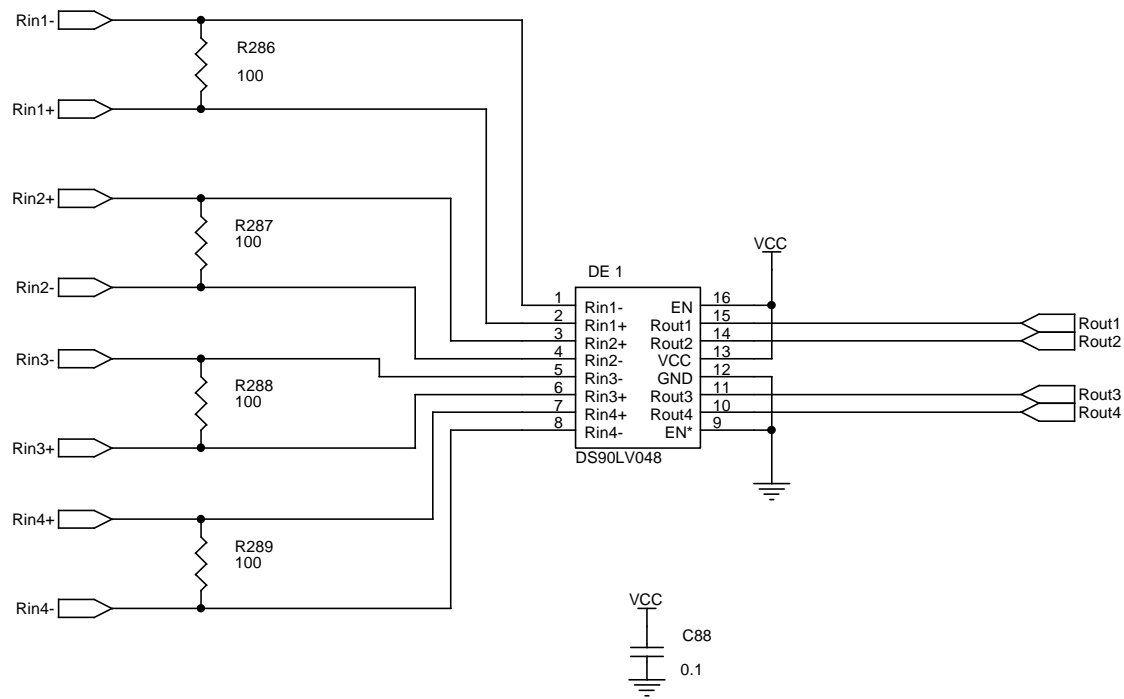 Rin1-
R286
100
Rin1+
Rin2+
R287
100
Rin2-
Rin3-
R288
100
Rin3+
Rin4+
R289
100
Rin4-
DE 1
1 Rin1- EN 16
2 Rin1+ Rout1 15
3 Rin2+ Rout2 14
4 Rin2- VCC 13
5 Rin3- GND 12
6 Rin3+ Rout3 11
7 Rin4+ Rout4 10
8 Rin4- EN* 9
DS90LV048
VCC
Rout1
Rout2
Rout3
Rout4
VCC
C88
0.1